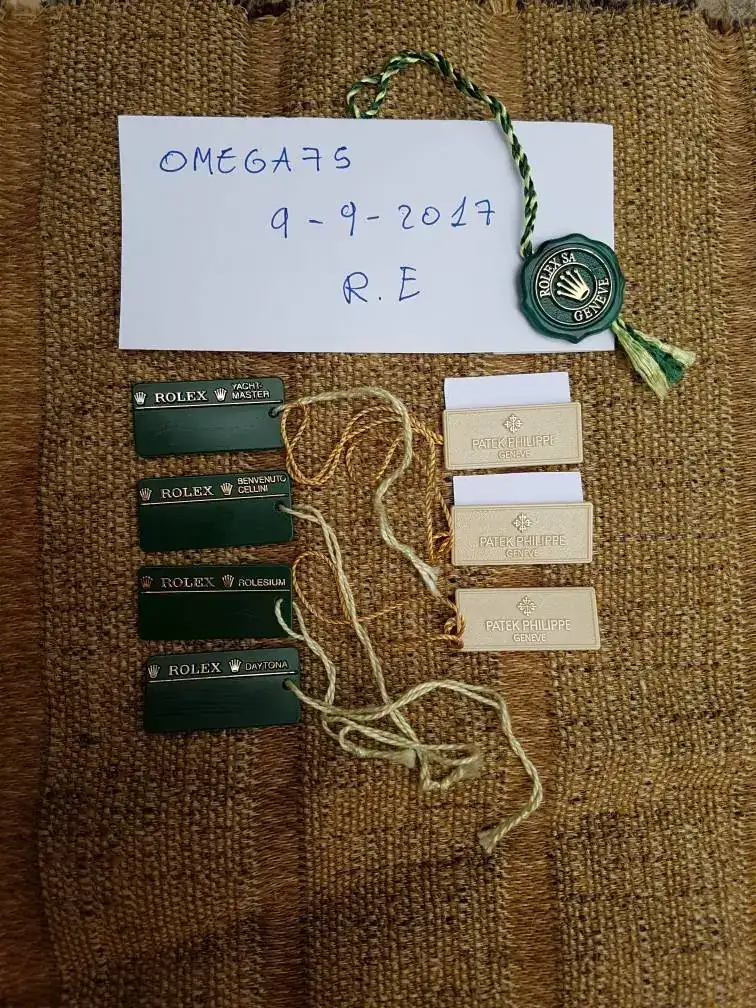 OMEGA75
9-9-2017
R.E
ROLEX SA
GENEVE
ROLEX YACHT-
MASTER
ROLEX BENVENUTO
CELLINI
ROLEX ROLESIUM
ROLEX DAYTONA
PATEK PHILIPPE
GENEVE
PATEK PHILIPPE
GENEVE
PATEK PHILIPPE
GENEVE